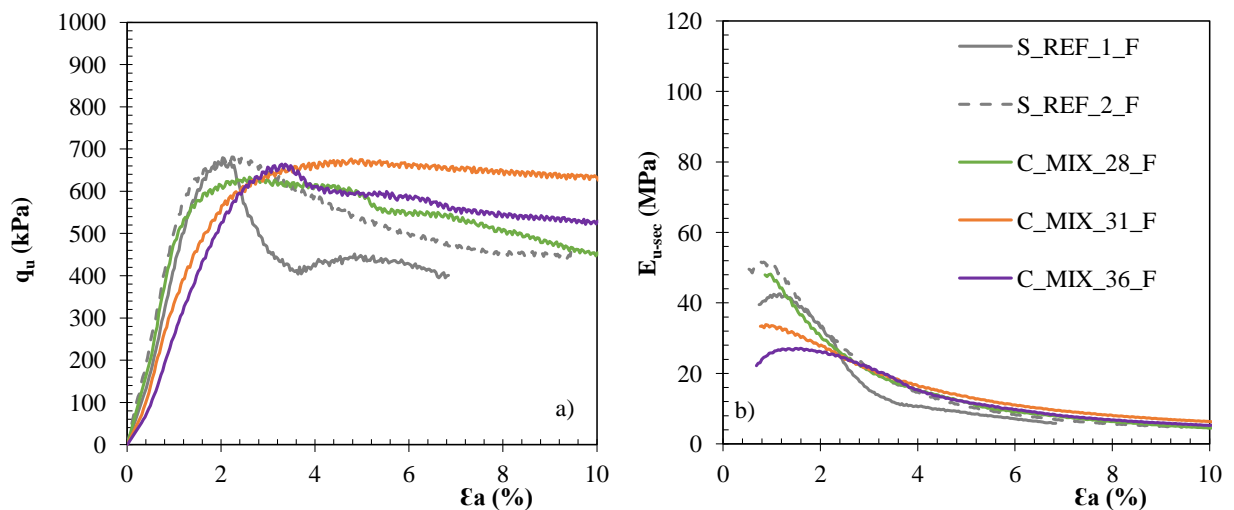 1000
900
800
700
600
500
400
300
200
100
0
qu (kPa)
0 2 4 6 8 10
Ɛa (%)
a)
120
100
80
60
40
20
0
Eu-sec (MPa)
0 2 4 6 8 10
Ɛa (%)
b)
S_REF_1_F
S_REF_2_F
C_MIX_28_F
C_MIX_31_F
C_MIX_36_F